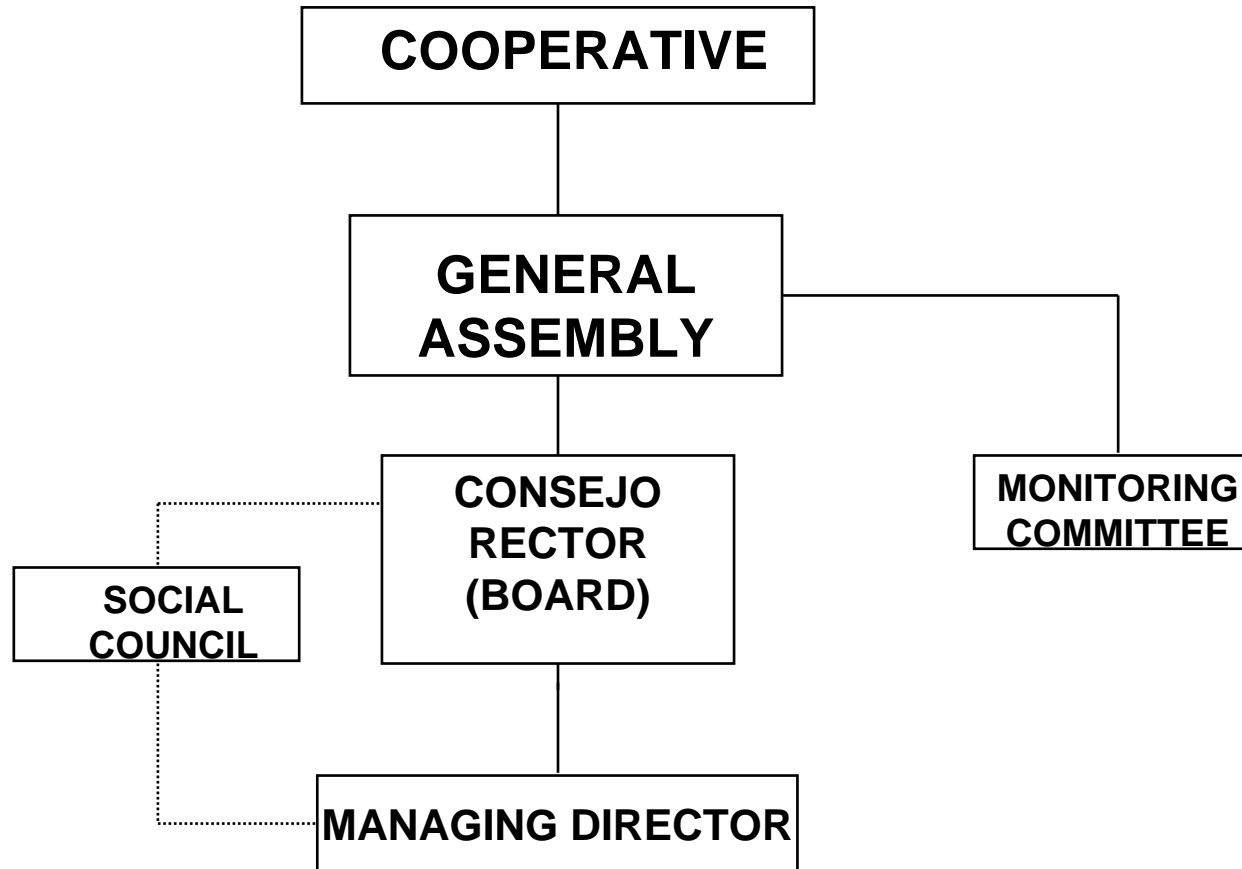 COOPERATIVE
GENERAL
ASSEMBLY
CONSEJO
RECTOR
(BOARD)
MONITORING
COMMITTEE
SOCIAL
COUNCIL
MANAGING DIRECTOR